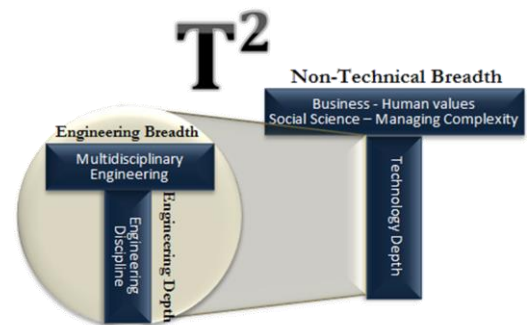 T²
Non-Technical Breadth
Business - Human values
Social Science – Managing Complexity
Technology Depth
Engineering Breadth
Multidisciplinary
Engineering
Engineering
Discipline
Engineering Depth